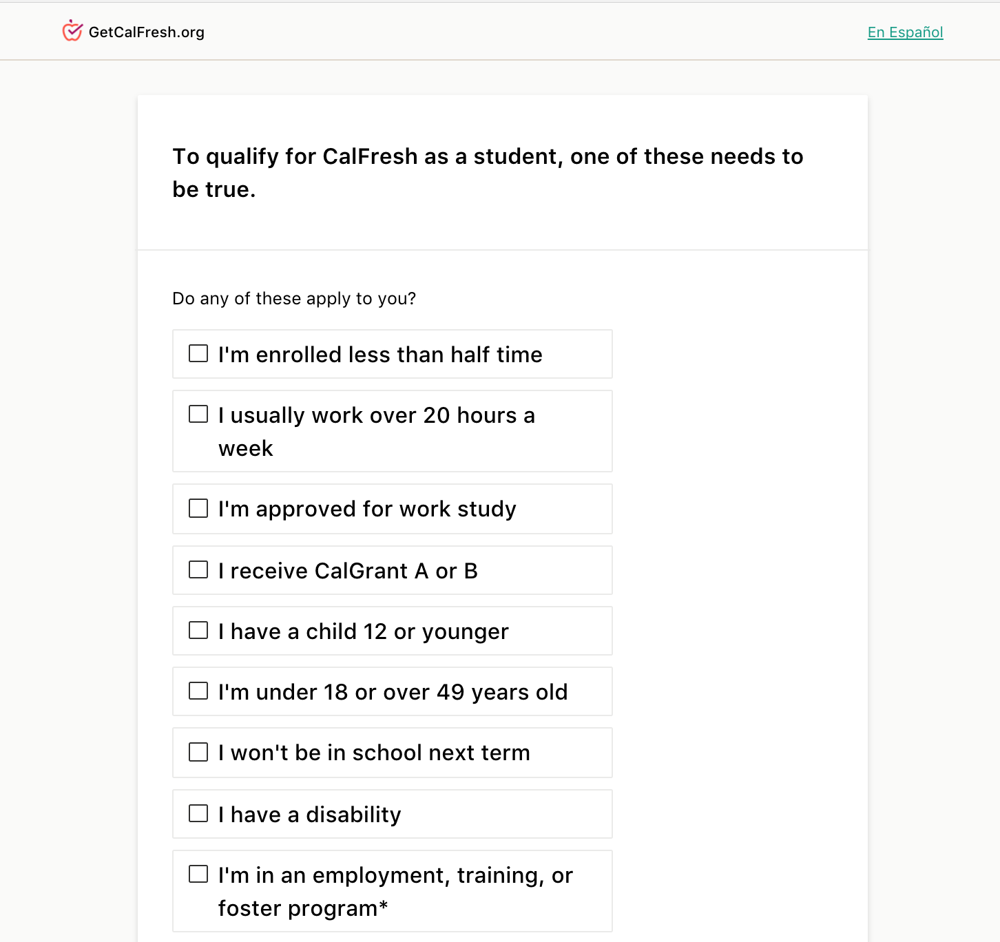 GetCalFresh.org
En Español
To qualify for CalFresh as a student, one of these needs to
be true.
Do any of these apply to you?
I'm enrolled less than half time
I usually work over 20 hours a
week
I'm approved for work study
I receive CalGrant A or B
I have a child 12 or younger
I'm under 18 or over 49 years old
I won't be in school next term
I have a disability
I'm in an employment, training, or
foster program*